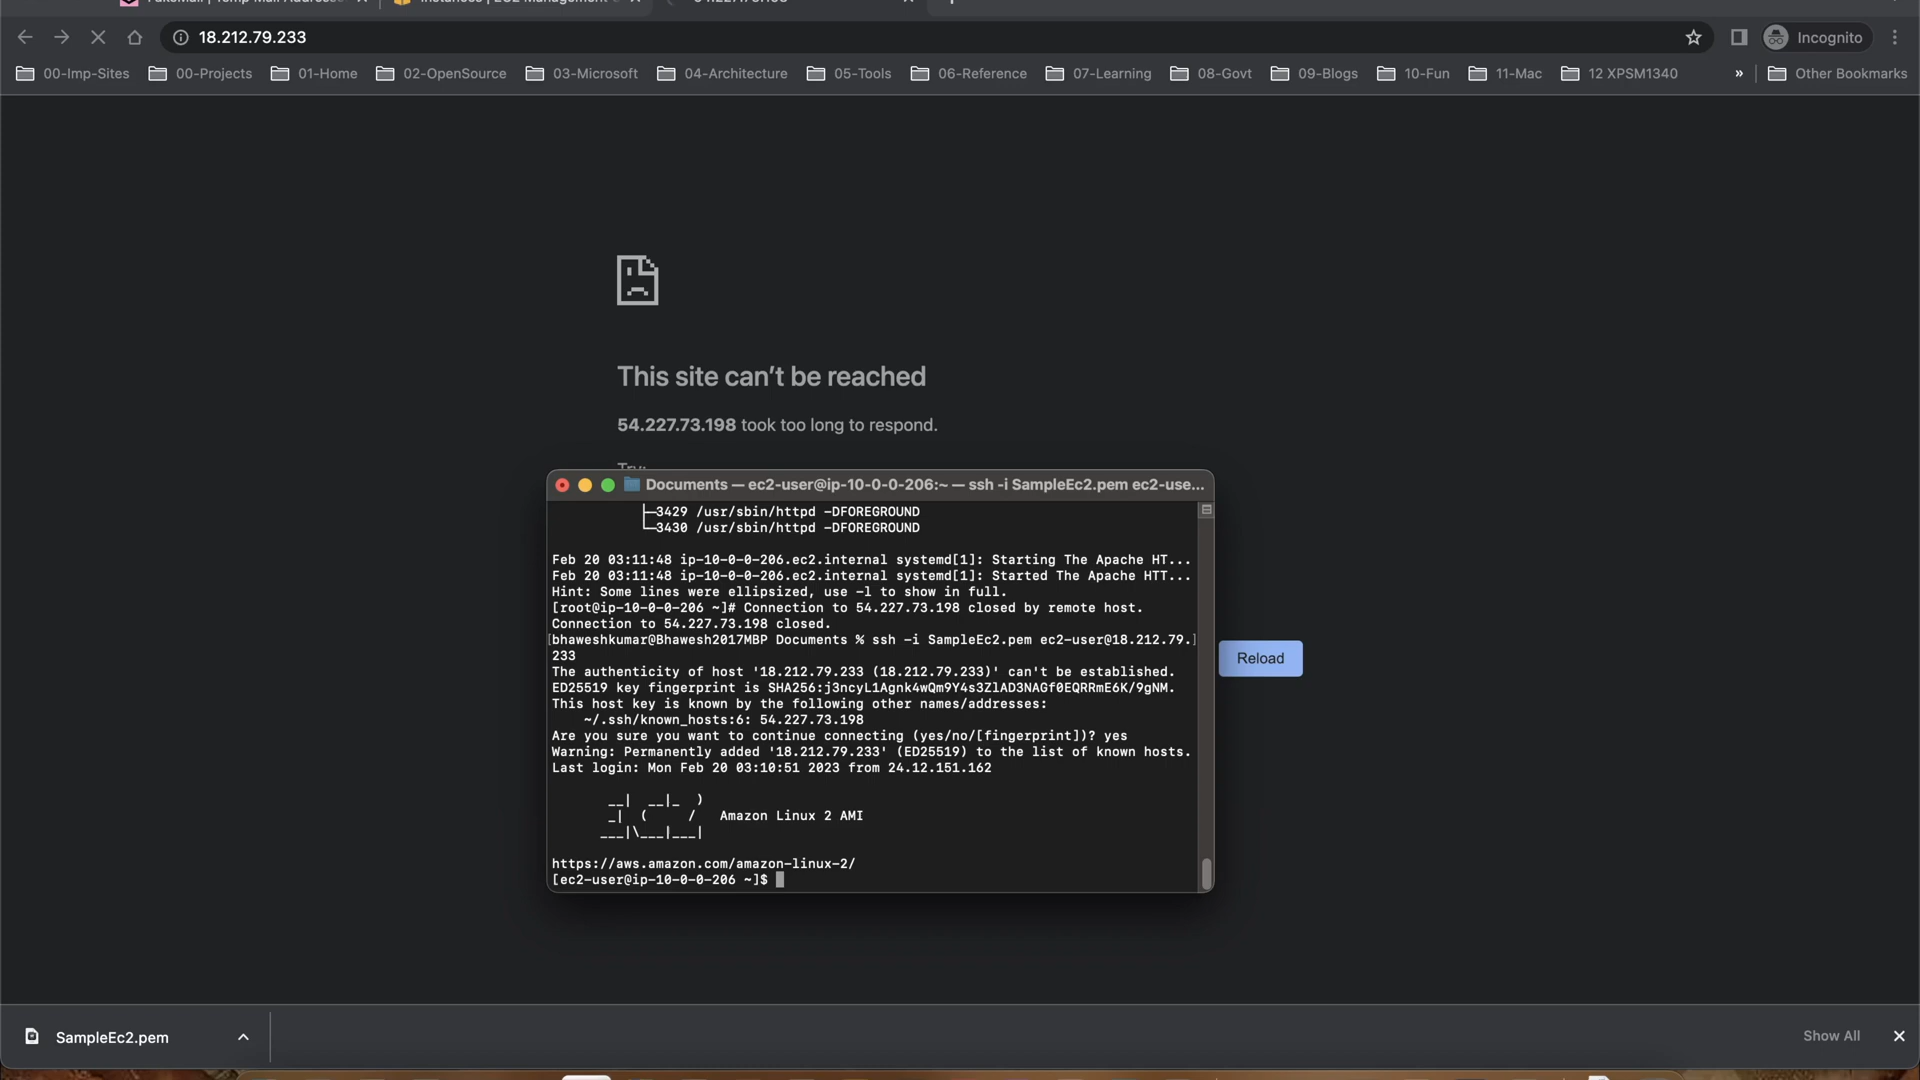 18.212.79.233
Incognito
00-Imp-Sites
00-Projects
01-Home
02-OpenSource
03-Microsoft
04-Architecture
05-Tools
06-Reference
07-Learning
08-Govt
09-Blogs
10-Fun
11-Mac
12 XPSM1340
»
Other Bookmarks
This site can't be reached
54.227.73.198 took too long to respond.
Try:
Documents — ec2-user@ip-10-0-0-206:~ — ssh -i SampleEc2.pem ec2-use...
├─3429 /usr/sbin/httpd -DFOREGROUND
└─3430 /usr/sbin/httpd -DFOREGROUND
Feb 20 03:11:48 ip-10-0-0-206.ec2.internal systemd[1]: Starting The Apache HT...
Feb 20 03:11:48 ip-10-0-0-206.ec2.internal systemd[1]: Started The Apache HTT...
Hint: Some lines were ellipsized, use -l to show in full.
[root@ip-10-0-0-206 ~]# Connection to 54.227.73.198 closed by remote host.
Connection to 54.227.73.198 closed.
[bhaweshkumar@Bhawesh2017MBP Documents % ssh -i SampleEc2.pem ec2-user@18.212.79.]
233
The authenticity of host '18.212.79.233 (18.212.79.233)' can't be established.
ED25519 key fingerprint is SHA256:j3ncyL1Agnk4wQm9Y4s3ZlAD3NAGf0EQRRmE6K/9gNM.
This host key is known by the following other names/addresses:
~/.ssh/known_hosts:6: 54.227.73.198
Are you sure you want to continue connecting (yes/no/[fingerprint])? yes
Warning: Permanently added '18.212.79.233' (ED25519) to the list of known hosts.
Last login: Mon Feb 20 03:10:51 2023 from 24.12.151.162
__|  __|_  )
_|  (     /   Amazon Linux 2 AMI
___|\___|___|
https://aws.amazon.com/amazon-linux-2/
[ec2-user@ip-10-0-0-206 ~]$
Reload
SampleEc2.pem
Show All